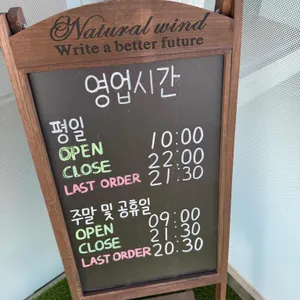 Natural wind
Write a better future
영업시간
평일
OPEN 10:00
CLOSE 22:00
LAST ORDER 21:30
주말 및 공휴일
OPEN 09:00
CLOSE 21:30
LAST ORDER 20:30